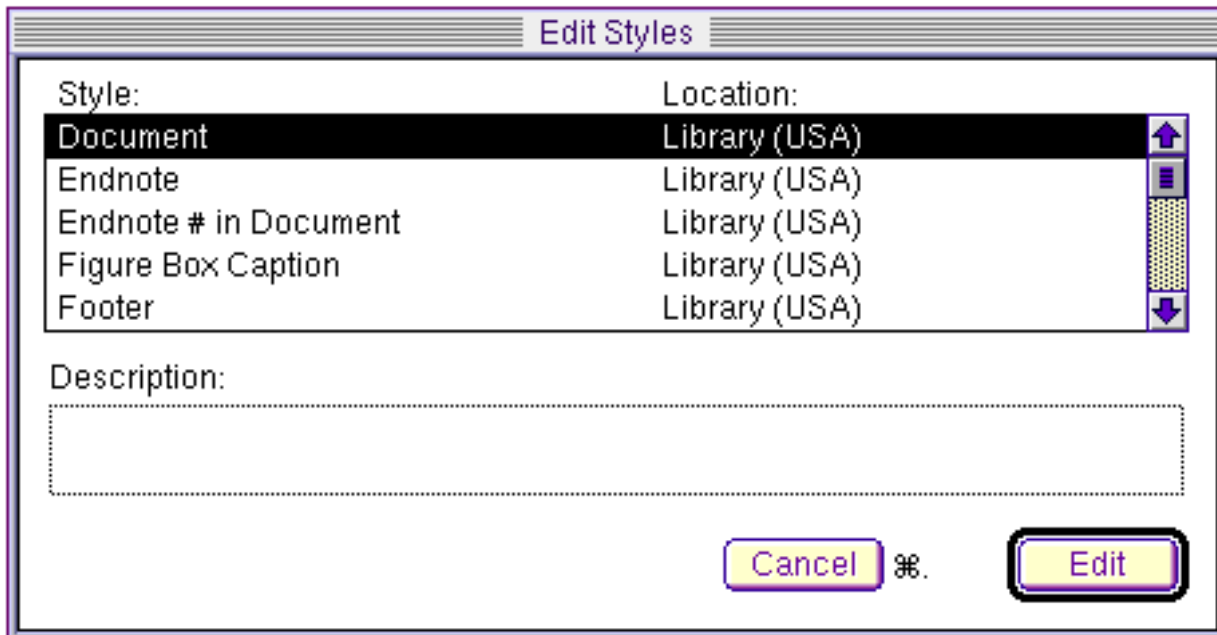 Edit Styles
Style: Location:
Document Library (USA)
Endnote Library (USA)
Endnote # in Document Library (USA)
Figure Box Caption Library (USA)
Footer Library (USA)
Description:
Cancel ⌘. Edit